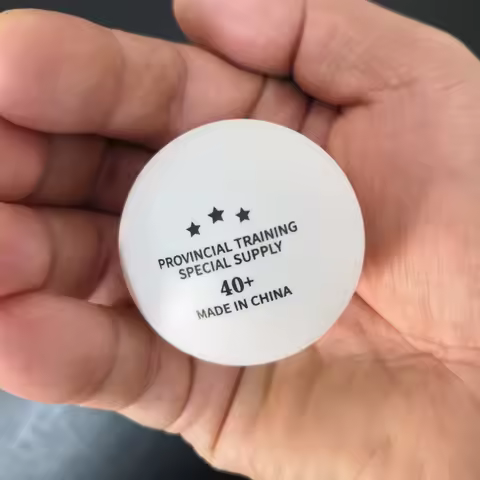 PROVINCIAL TRAINING
SPECIAL SUPPLY
40+
MADE IN CHINA